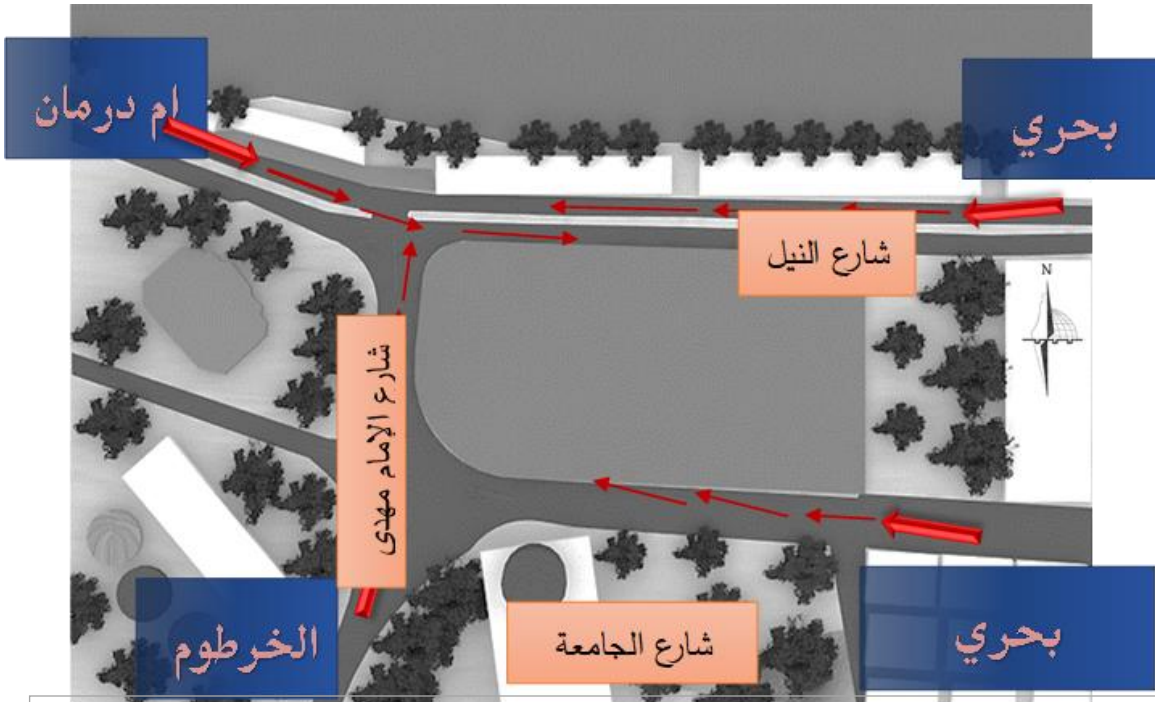 ام درمان
بحري
شارع النيل
N
شارع الإمام مهدى
الخرطوم
شارع الجامعة
بحري